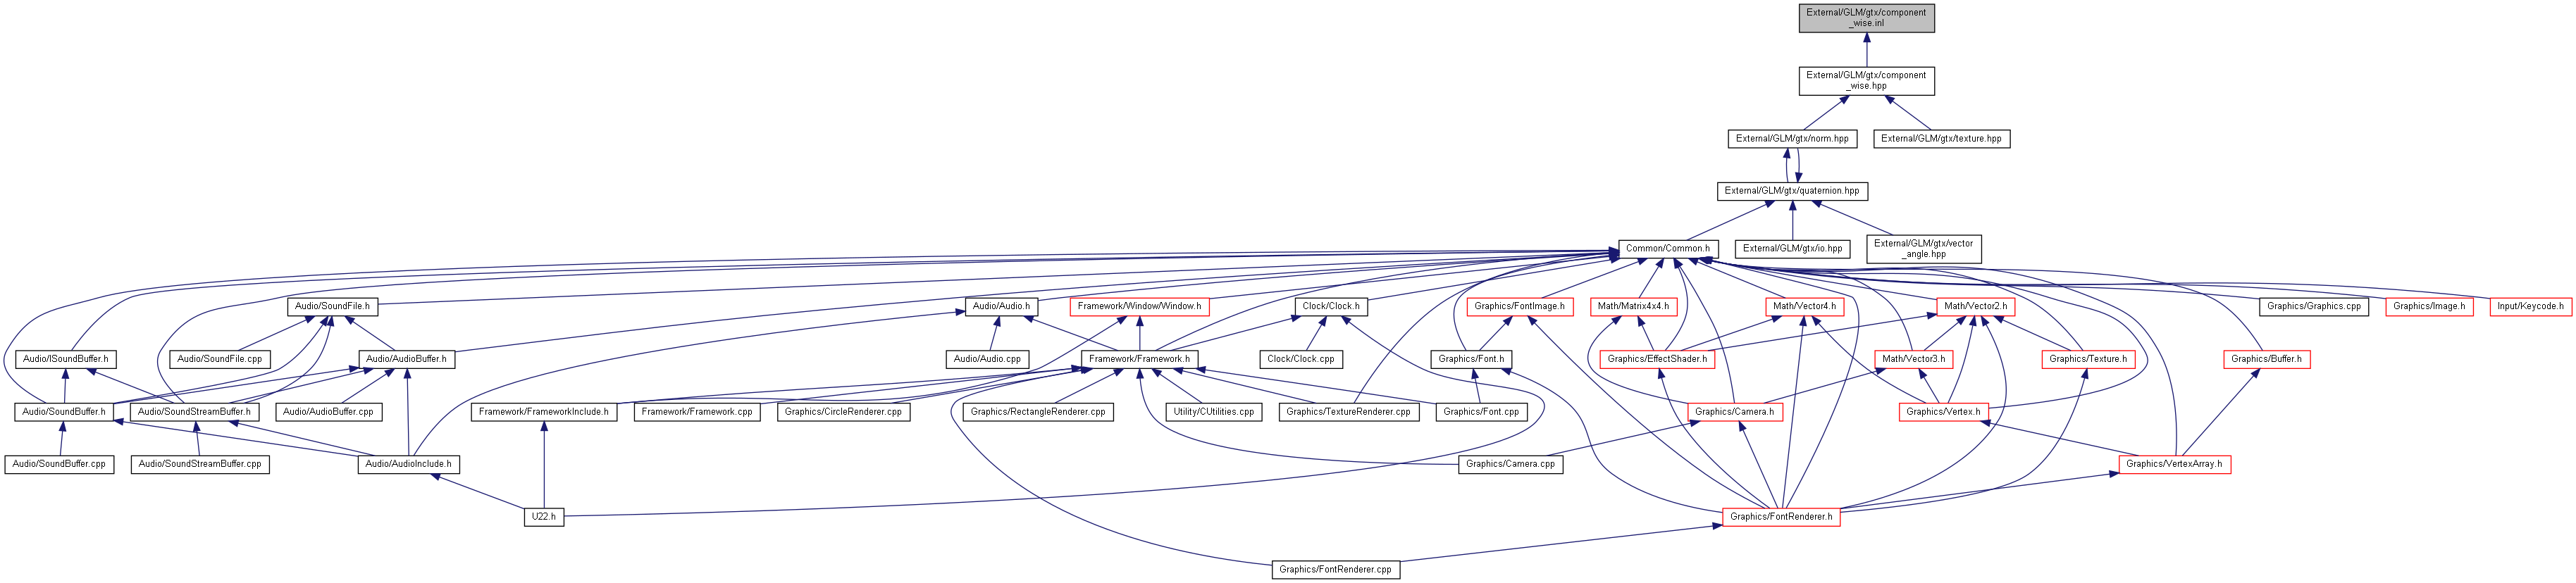 External/GLM/gtx/component
_wise.inl
External/GLM/gtx/component
_wise.hpp
External/GLM/gtx/norm.hpp
External/GLM/gtx/texture.hpp
External/GLM/gtx/quaternion.hpp
Common/Common.h
External/GLM/gtx/io.hpp
External/GLM/gtx/vector
_angle.hpp
Audio/SoundFile.h
Audio/Audio.h
Framework/Window/Window.h
Clock/Clock.h
Graphics/FontImage.h
Math/Matrix4x4.h
Math/Vector4.h
Math/Vector2.h
Graphics/Graphics.cpp
Graphics/Image.h
Input/Keycode.h
Audio/ISoundBuffer.h
Audio/SoundFile.cpp
Audio/AudioBuffer.h
Audio/Audio.cpp
Framework/Framework.h
Clock/Clock.cpp
Graphics/Font.h
Graphics/EffectShader.h
Math/Vector3.h
Graphics/Texture.h
Graphics/Buffer.h
Audio/SoundBuffer.h
Audio/SoundStreamBuffer.h
Audio/AudioBuffer.cpp
Framework/FrameworkInclude.h
Framework/Framework.cpp
Graphics/CircleRenderer.cpp
Graphics/RectangleRenderer.cpp
Utility/CUtilities.cpp
Graphics/TextureRenderer.cpp
Graphics/Font.cpp
Graphics/Camera.h
Graphics/Vertex.h
Audio/SoundBuffer.cpp
Audio/SoundStreamBuffer.cpp
Audio/AudioInclude.h
Graphics/Camera.cpp
Graphics/VertexArray.h
U22.h
Graphics/FontRenderer.h
Graphics/FontRenderer.cpp